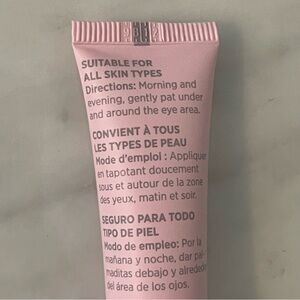 SUITABLE FOR
ALL SKIN TYPES
Directions: Morning and
evening, gently pat under
and around the eye area.
CONVIENT À TOUS
LES TYPES DE PEAU
Mode d'emploi : Appliquer
en tapotant doucement
sous et autour de la zone
des yeux, matin et soir.
SEGURO PARA TODO
TIPO DE PIEL
Modo de empleo: Por la
mañana y noche, dar pal-
maditas debajo y alrededor
del área de los ojos.